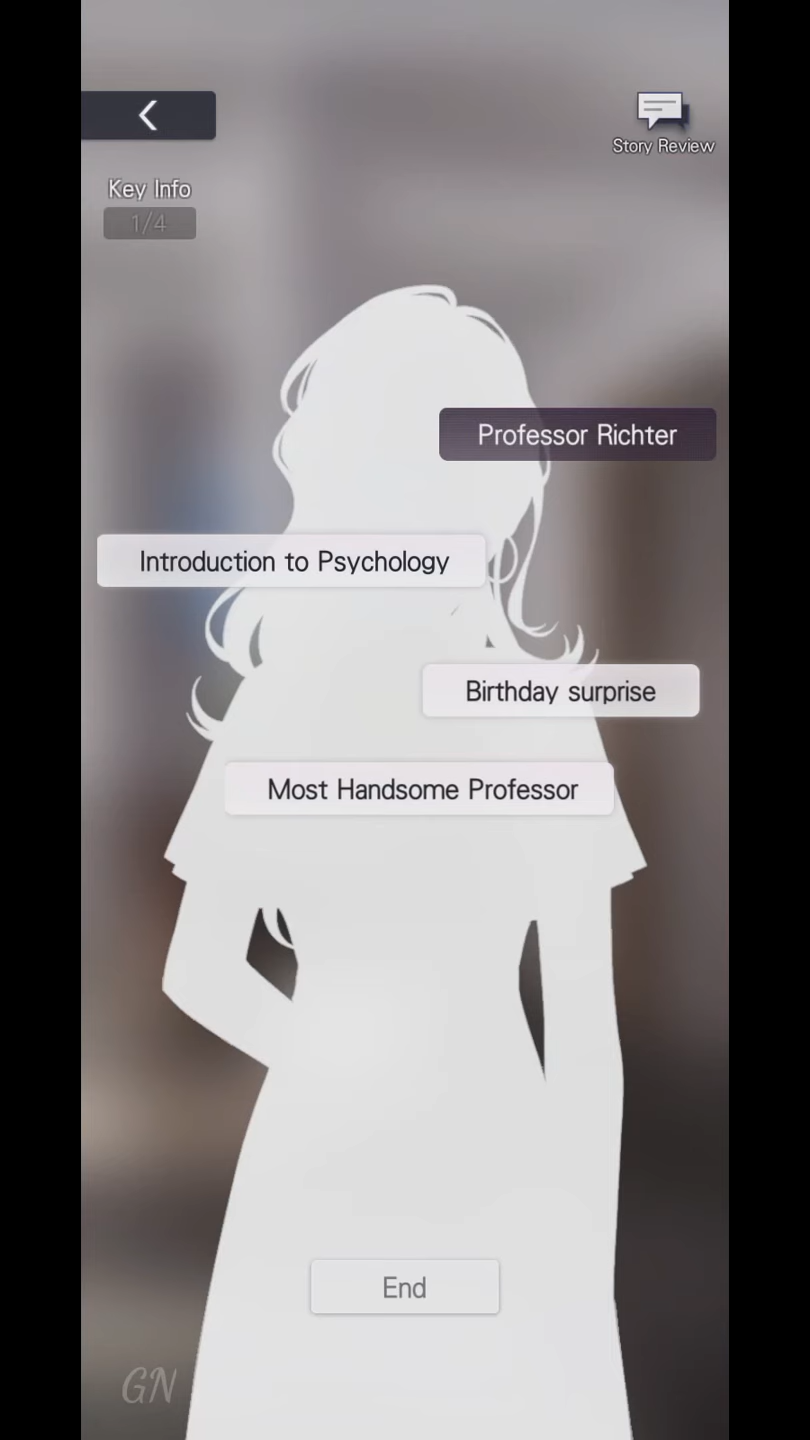 Story Review
Key Info
1/4
Professor Richter
Introduction to Psychology
Birthday surprise
Most Handsome Professor
End
GN